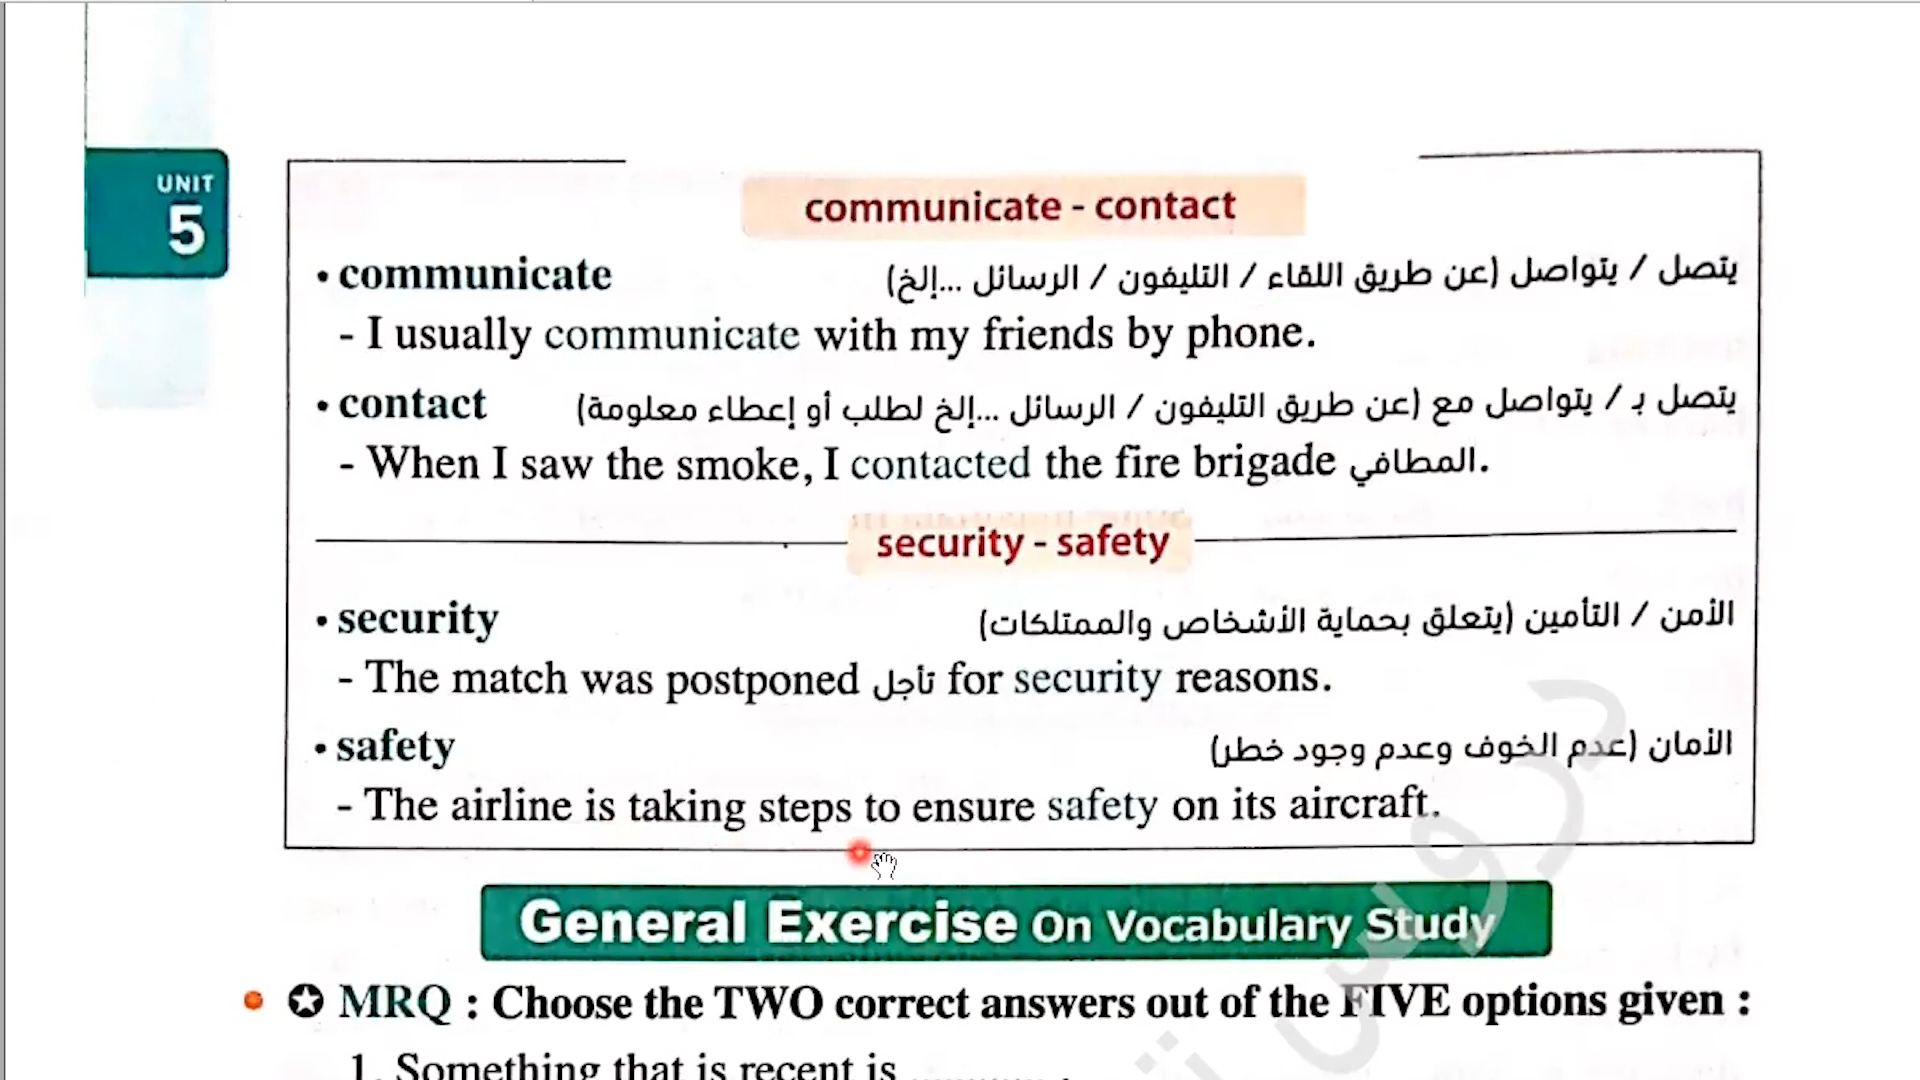 UNIT
5
communicate - contact
• communicate يتصل / يتواصل (عن طريق اللقاء / التليفون / الرسائل ...إلخ)
- I usually communicate with my friends by phone.
• contact يتصل بـ / يتواصل مع (عن طريق التليفون / الرسائل ...إلخ لطلب أو إعطاء معلومة)
- When I saw the smoke, I contacted the fire brigade المطافي.
security - safety
• security الأمن / التأمين (يتعلق بحماية الأشخاص والممتلكات)
- The match was postponed تأجل for security reasons.
• safety الأمان (عدم الخوف وعدم وجود خطر)
- The airline is taking steps to ensure safety on its aircraft.
General Exercise On Vocabulary Study
MRQ : Choose the TWO correct answers out of the FIVE options given :
1. Something that is recent is ............ .